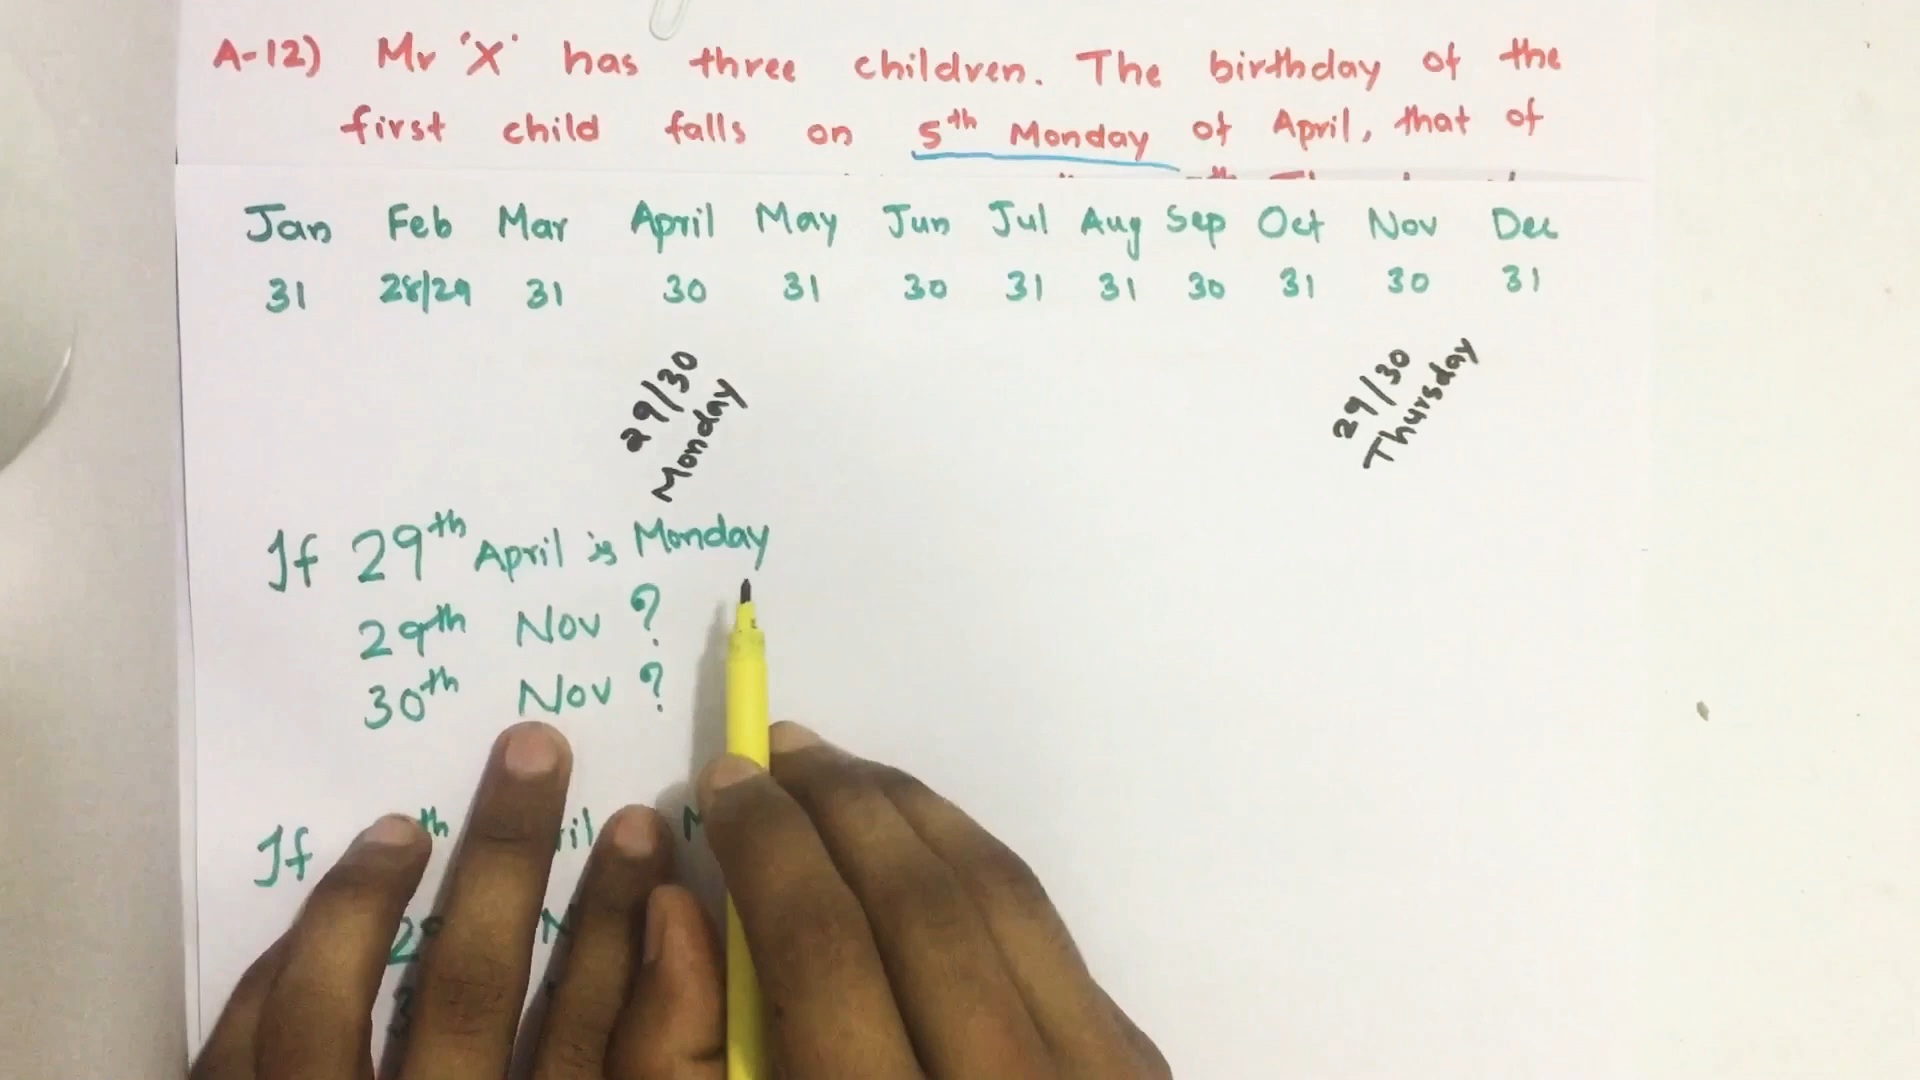 A-12) Mr 'X' has three children. The birthday of the
first child falls on 5th Monday of April, that of
Jan Feb Mar April May Jun Jul Aug Sep Oct Nov Dec
31 28/29 31 30 31 30 31 31 30 31 30 31
29/30
Monday
29/30
Thursday
If 29th April is Monday
29th Nov ?
30th Nov ?
If